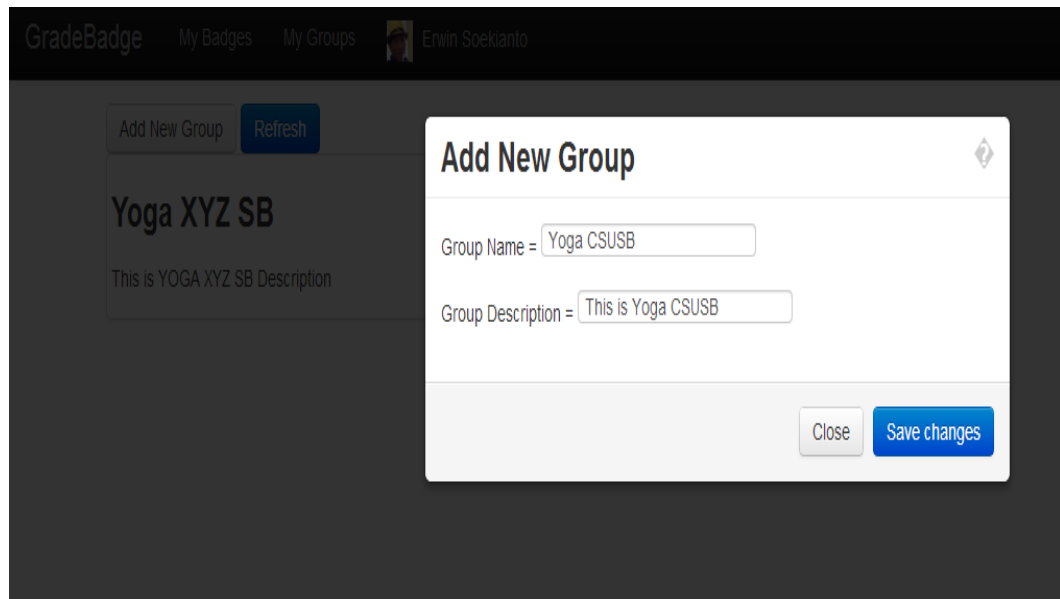 GradeBadge My Badges My Groups Erwin Soekianto
Add New Group Refresh
Yoga XYZ SB
This is YOGA XYZ SB Description
Add New Group
Group Name = Yoga CSUSB
Group Description = This is Yoga CSUSB
Close Save changes